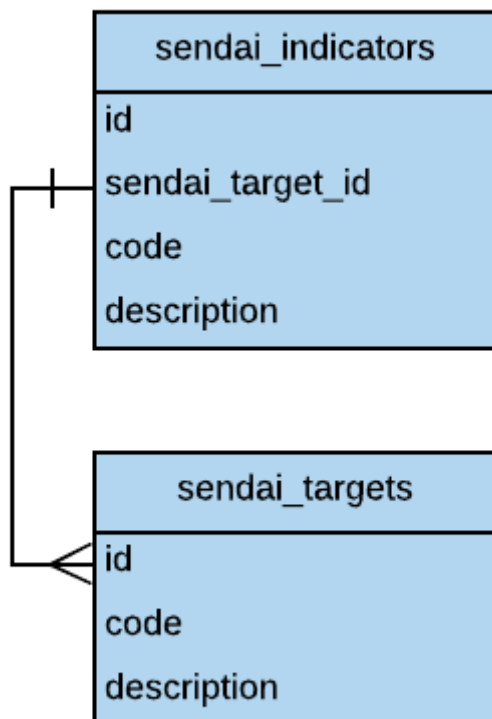 sendai_indicators
id
sendai_target_id
code
description
sendai_targets
id
code
description